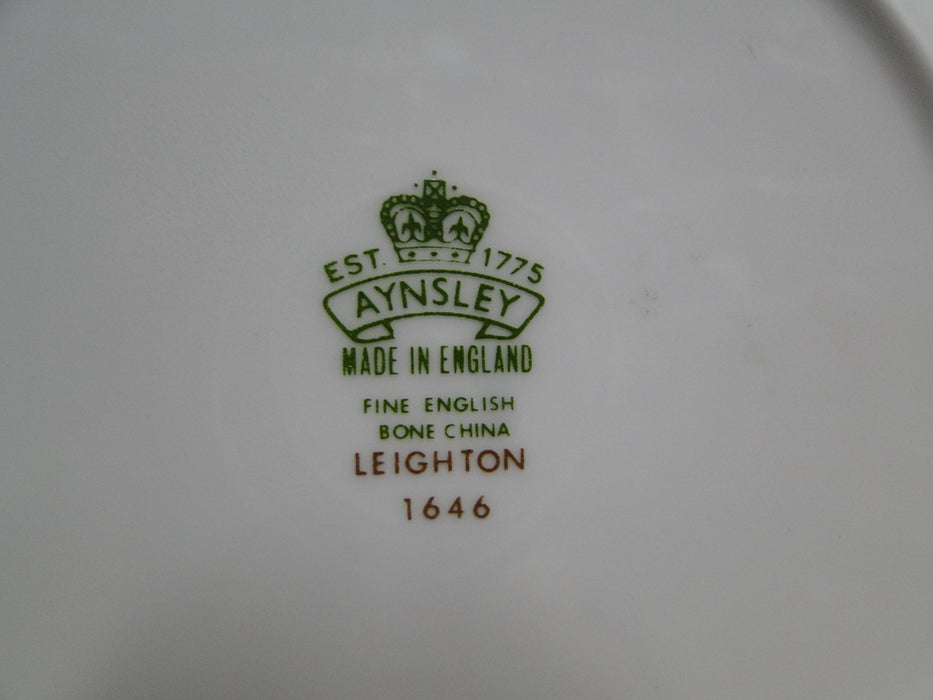 EST. 1775
AYNSLEY
MADE IN ENGLAND
FINE ENGLISH
BONE CHINA
LEIGHTON
1646